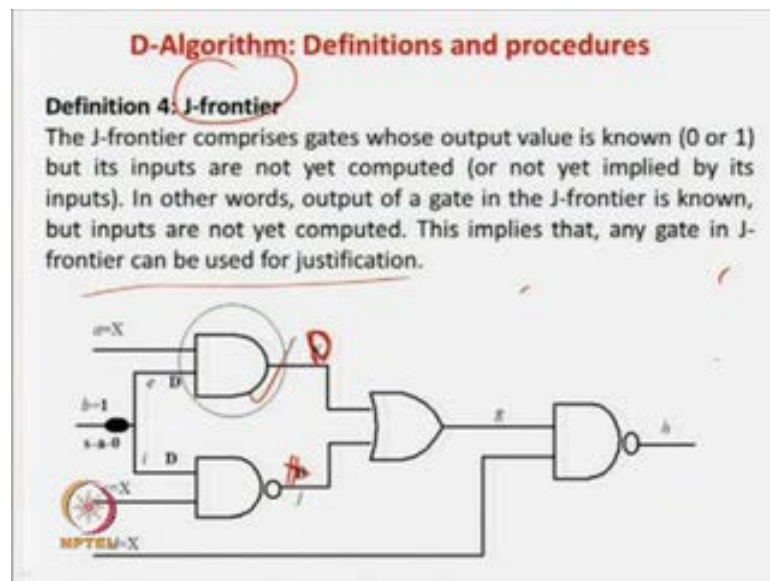 D-Algorithm: Definitions and procedures
Definition 4: J-frontier
The J-frontier comprises gates whose output value is known (0 or 1)
but its inputs are not yet computed (or not yet implied by its
inputs). In other words, output of a gate in the J-frontier is known,
but inputs are not yet computed. This implies that, any gate in J-
frontier can be used for justification.
a=X
e D
b=1
s-a-0
i D
=X
=X
D
j
g
h
NPTEL